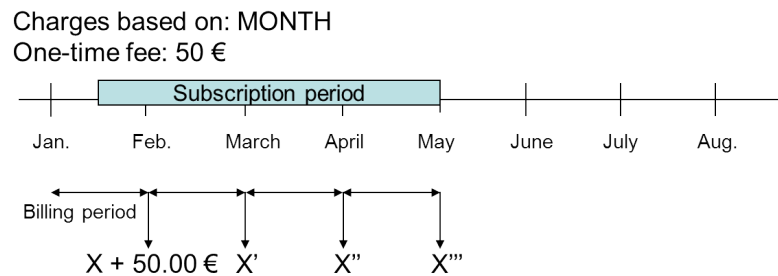 Charges based on: MONTH
One-time fee: 50 €
Subscription period
Jan. Feb. March April May June July Aug.
Billing period
X + 50.00 € X' X'' X'''